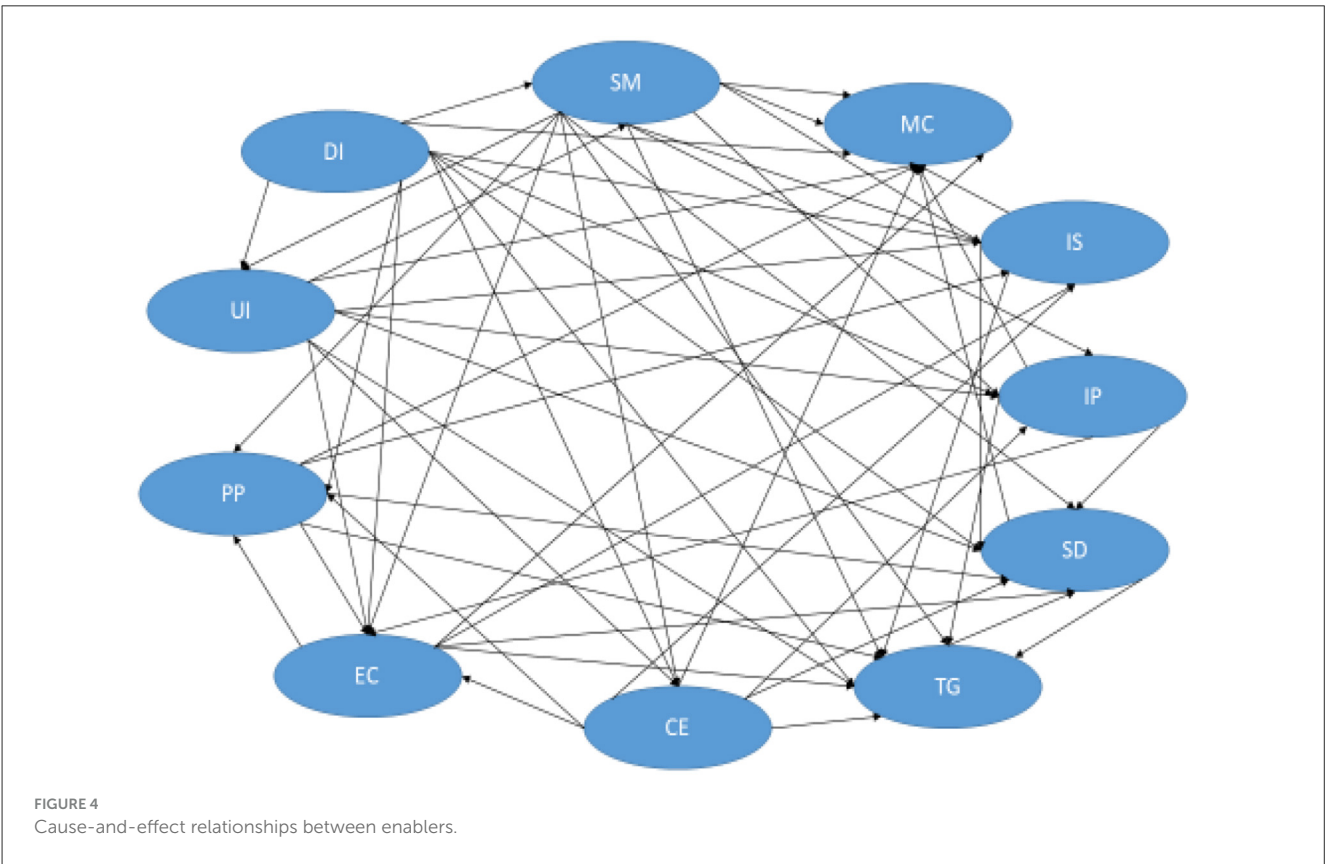 SM
MC
DI
IS
UI
IP
PP
SD
EC
TG
CE
FIGURE 4
Cause-and-effect relationships between enablers.